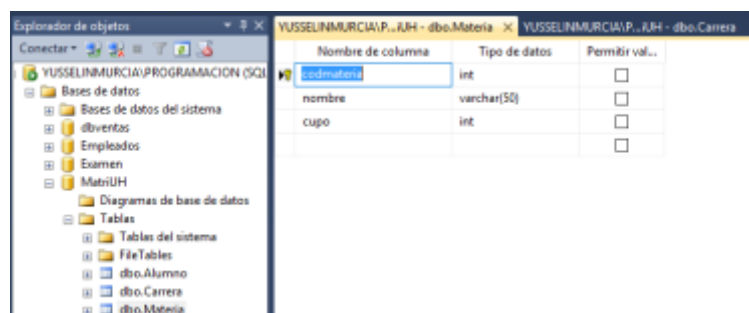 Explorador de objetos
Conectar
YUSSELINMURCIA\PROGRAMACION (SQL
Bases de datos
Bases de datos del sistema
dbventas
Empleados
Examen
MatriUH
Diagramas de base de datos
Tablas
Tablas del sistema
FileTables
dbo.Alumno
dbo.Carrera
dbo.Materia
YUSSELINMURCIA\P...iUH - dbo.Materia
YUSSELINMURCIA\P...iUH - dbo.Carrera
Nombre de columna Tipo de datos Permitir val...
codmateria int
nombre varchar(50)
cupo int